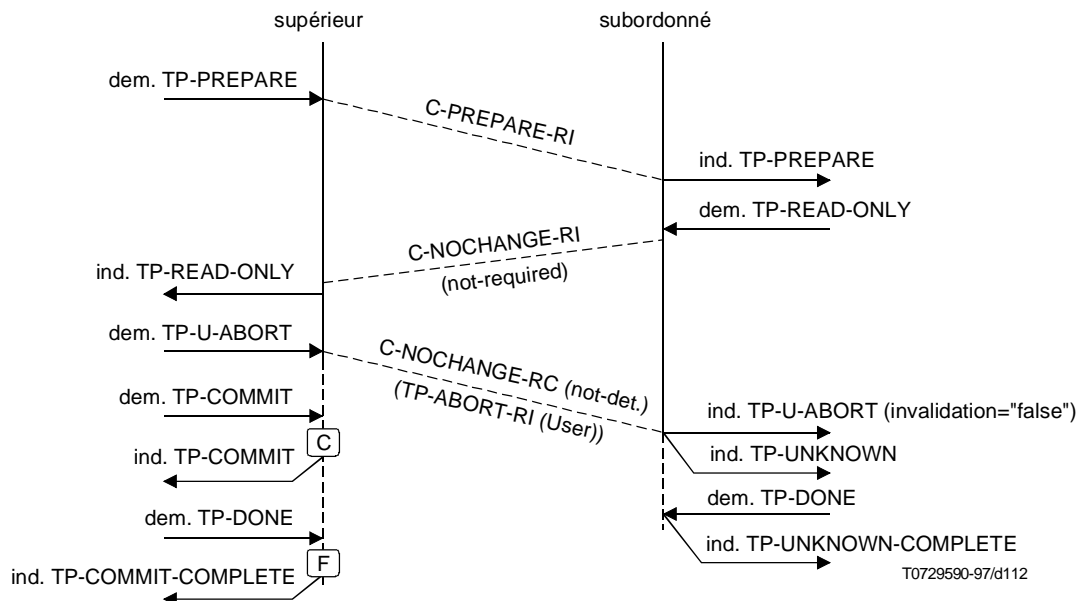 supérieur
subordonné
dem. TP-PREPARE
C-PREPARE-RI
ind. TP-PREPARE
dem. TP-READ-ONLY
C-NOCHANGE-RI
ind. TP-READ-ONLY
(not-required)
dem. TP-U-ABORT
C-NOCHANGE-RC (not-det.)
dem. TP-COMMIT
(TP-ABORT-RI (User))
ind. TP-U-ABORT (invalidation="false")
C
ind. TP-COMMIT
ind. TP-UNKNOWN
dem. TP-DONE
dem. TP-DONE
ind. TP-UNKNOWN-COMPLETE
F
ind. TP-COMMIT-COMPLETE
T0729590-97/d112